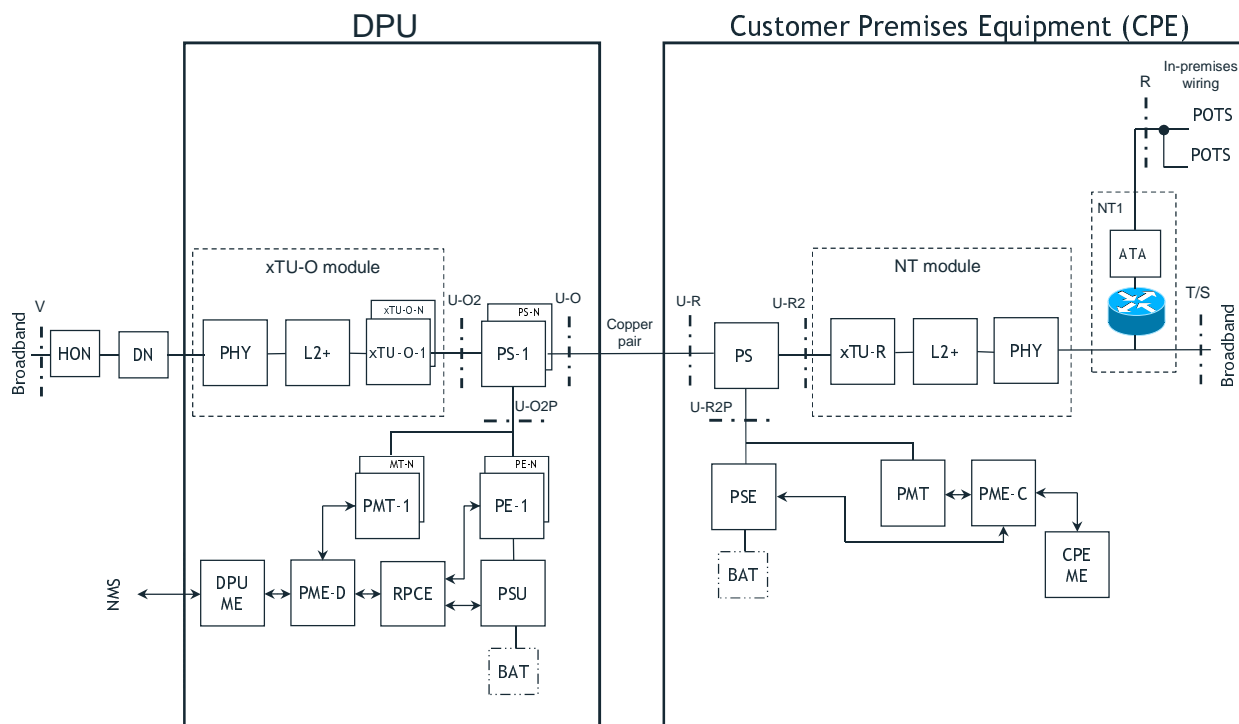 DPU
Customer Premises Equipment (CPE)
In-premises
wiring
R
POTS
POTS
NT1
ATA
xTU-O module
NT module
V
U-O2
U-O
U-R
U-R2
T/S
xTU-O-N
PS-N
Copper
pair
Broadband
HON
DN
PHY
L2+
xTU-O-1
PS-1
PS
xTU-R
L2+
PHY
Broadband
U-O2P
U-R2P
MT-N
PE-N
PMT-1
PE-1
PSE
PMT
PME-C
NMS
DPU
ME
PME-D
RPCE
PSU
BAT
CPE
ME
BAT